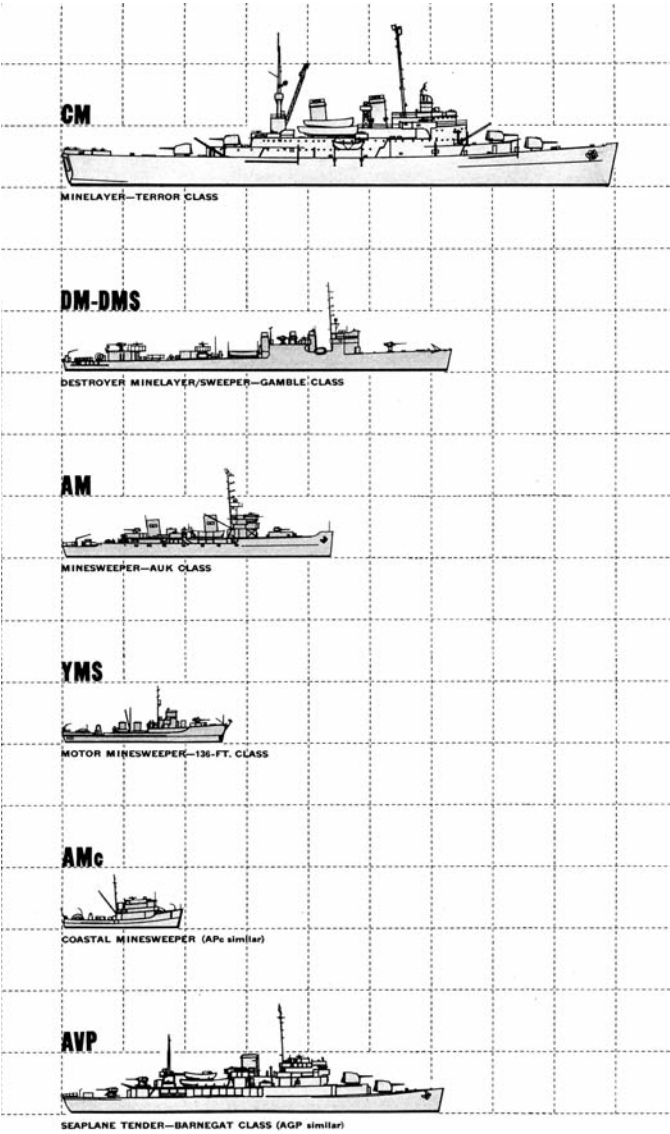 CM
MINELAYER—TERROR CLASS
DM-DMS
DESTROYER MINELAYER/SWEEPER—GAMBLE CLASS
AM
MINESWEEPER—AUK CLASS
YMS
MOTOR MINESWEEPER—136-FT. CLASS
AMc
COASTAL MINESWEEPER (APc similar)
AVP
SEAPLANE TENDER—BARNEGAT CLASS (AGP similar)